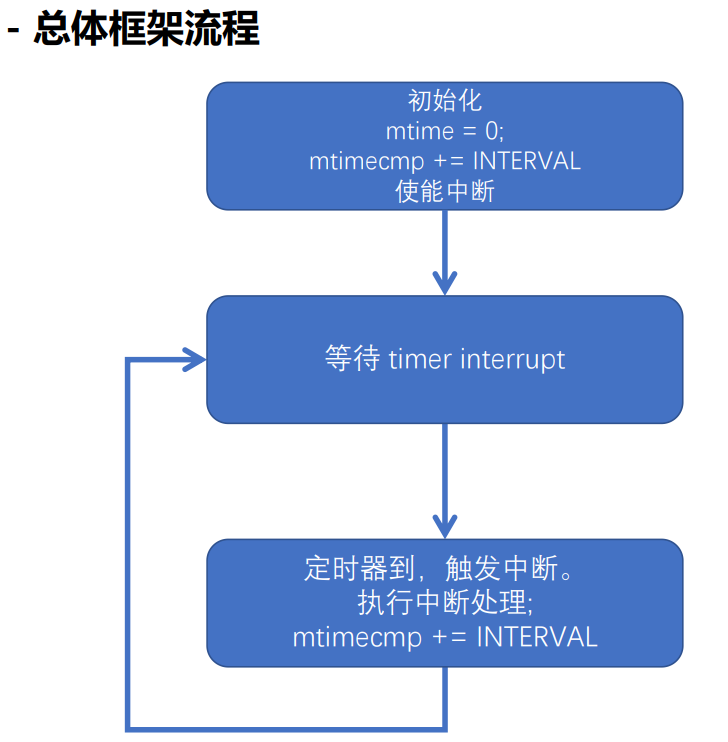 - 总体框架流程
初始化
mtime = 0;
mtimecmp += INTERVAL
使能中断
等待 timer interrupt
定时器到，触发中断。
执行中断处理;
mtimecmp += INTERVAL